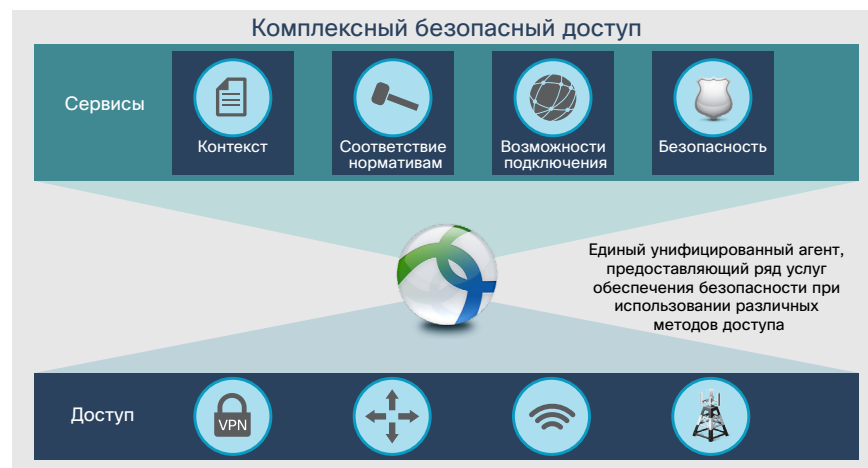 Комплексный безопасный доступ
Сервисы
Контекст
Соответствие
нормативам
Возможности
подключения
Безопасность
Единый унифицированный агент,
предоставляющий ряд услуг
обеспечения безопасности при
использовании различных
методов доступа
Доступ
VPN